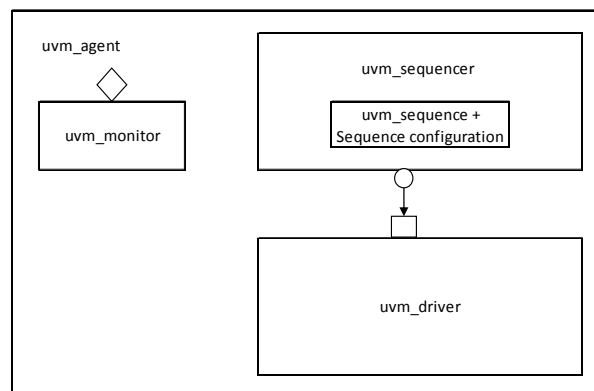 uvm_agent
uvm_monitor
uvm_sequencer
uvm_sequence +
Sequence configuration
uvm_driver